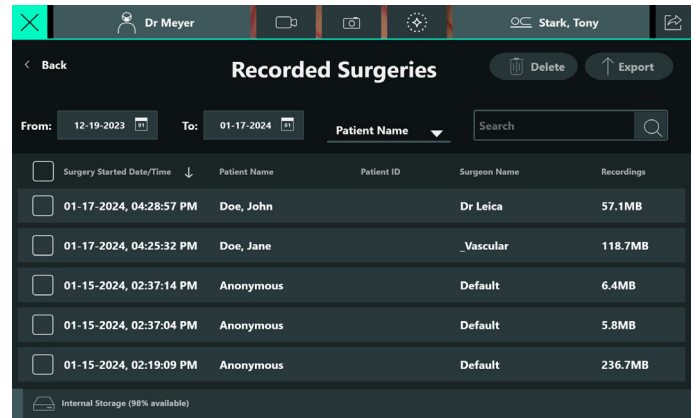 Dr Meyer Stark, Tony
< Back Recorded Surgeries Delete Export
From: 12-19-2023 01 To: 01-17-2024 01 Patient Name Search
Surgery Started Date/Time ↓ Patient Name Patient ID Surgeon Name Recordings
01-17-2024, 04:28:57 PM Doe, John Dr Leica 57.1MB
01-17-2024, 04:25:32 PM Doe, Jane _Vascular 118.7MB
01-15-2024, 02:37:14 PM Anonymous Default 6.4MB
01-15-2024, 02:37:04 PM Anonymous Default 5.8MB
01-15-2024, 02:19:09 PM Anonymous Default 236.7MB
Internal Storage (98% available)